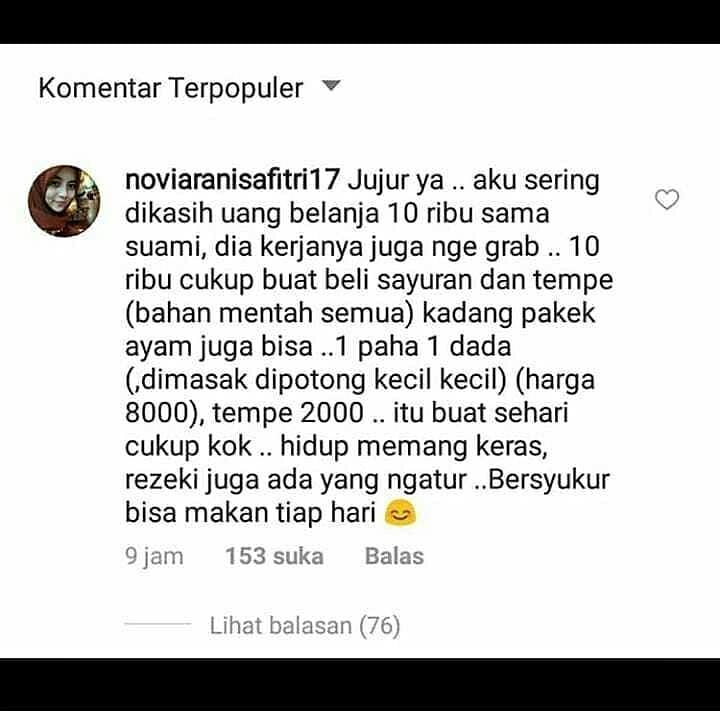 Komentar Terpopuler
noviaranisafitri17 Jujur ya .. aku sering
dikasih uang belanja 10 ribu sama
suami, dia kerjanya juga nge grab .. 10
ribu cukup buat beli sayuran dan tempe
(bahan mentah semua) kadang pakek
ayam juga bisa ..1 paha 1 dada
(,dimasak dipotong kecil kecil) (harga
8000), tempe 2000 .. itu buat sehari
cukup kok .. hidup memang keras,
rezeki juga ada yang ngatur ..Bersyukur
bisa makan tiap hari 😊
9 jam 153 suka Balas
Lihat balasan (76)